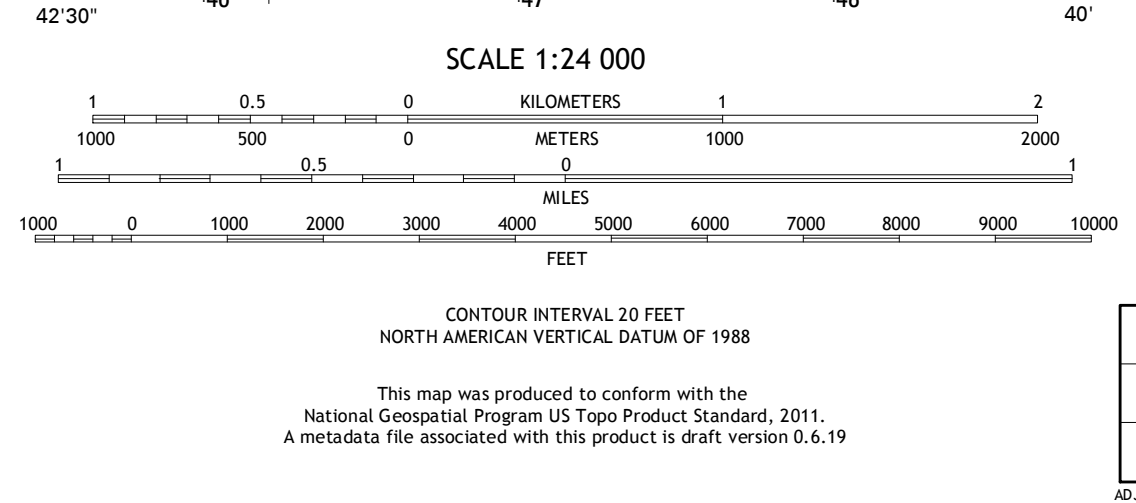 42'30" 40'
SCALE 1:24 000
1 0.5 0 KILOMETERS 1 2
1000 500 0 METERS 1000 2000
1 0.5 0 1
MILES
1000 0 1000 2000 3000 4000 5000 6000 7000 8000 9000 10000
FEET
CONTOUR INTERVAL 20 FEET
NORTH AMERICAN VERTICAL DATUM OF 1988
This map was produced to conform with the
National Geospatial Program US Topo Product Standard, 2011.
A metadata file associated with this product is draft version 0.6.19